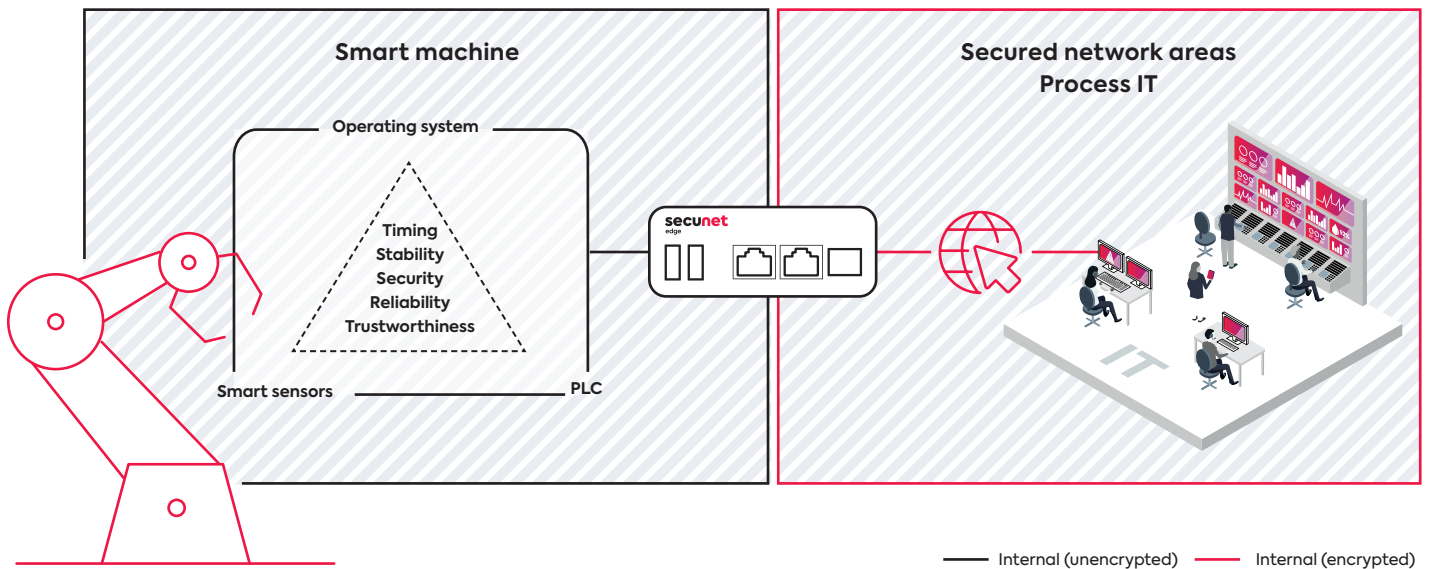 Smart machine
Operating system
Timing
Stability
Security
Reliability
Trustworthiness
Smart sensors
PLC
secunet
edge
Secured network areas
Process IT
IT
Internal (unencrypted)
Internal (encrypted)